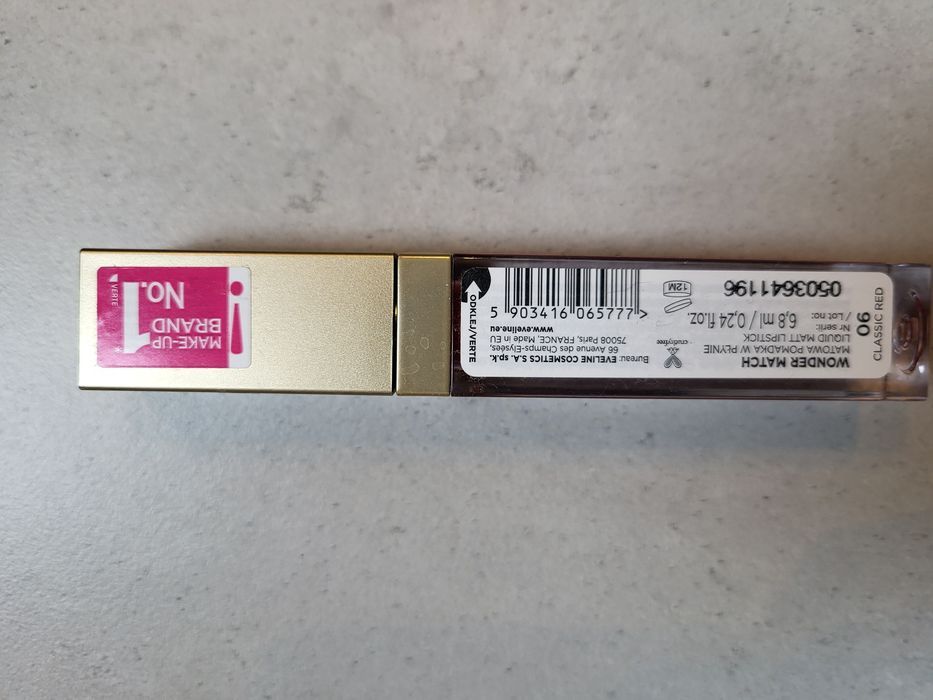 MAKE-UP
BRAND
No.1*
VERTE
ODKLEJ/VERTE
WONDER MATCH
MATOWA POMADKA W PŁYNIE
LIQUID MATT LIPSTICK
Nr serii:
/ Lot no:
6,8 ml / 0,24 fl.oz.
0503641196
12M
crueltyfree
Bureau: EVELINE COSMETICS S.A. sp.k.
66 Avenue des Champs-Elysées,
75008 Paris, FRANCE, Made in EU
www.eveline.eu
5 903416 065777 >
06
CLASSIC RED